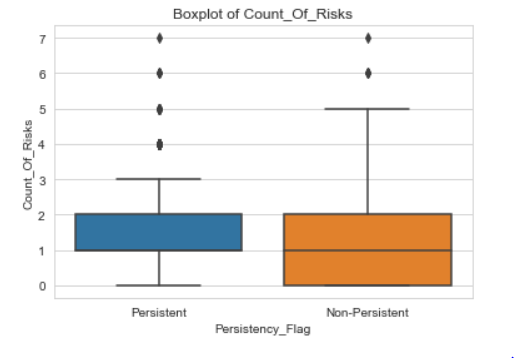 Boxplot of Count_Of_Risks
7
6
5
4
3
2
1
0
Count_Of_Risks
Persistent Non-Persistent
Persistency_Flag